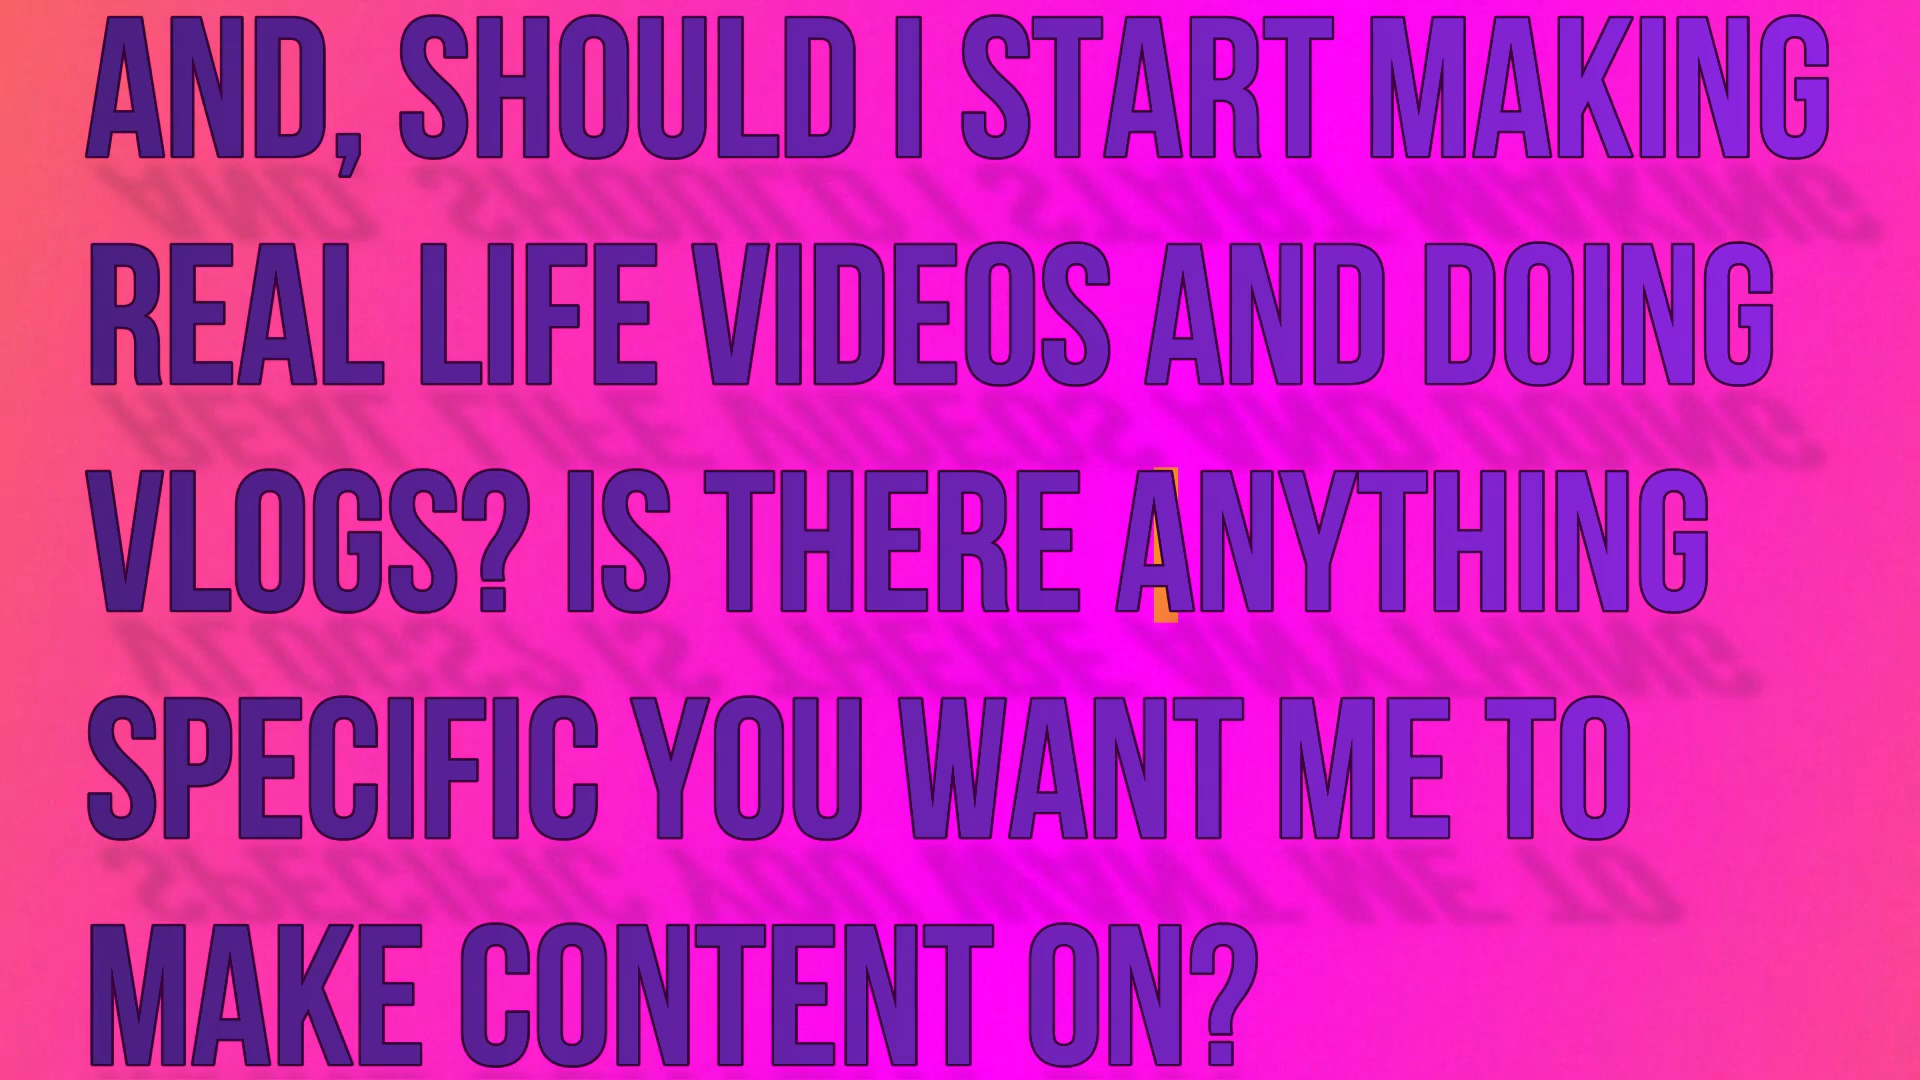 AND, SHOULD I START MAKING
REAL LIFE VIDEOS AND DOING
VLOGS? IS THERE ANYTHING
SPECIFIC YOU WANT ME TO
MAKE CONTENT ON?